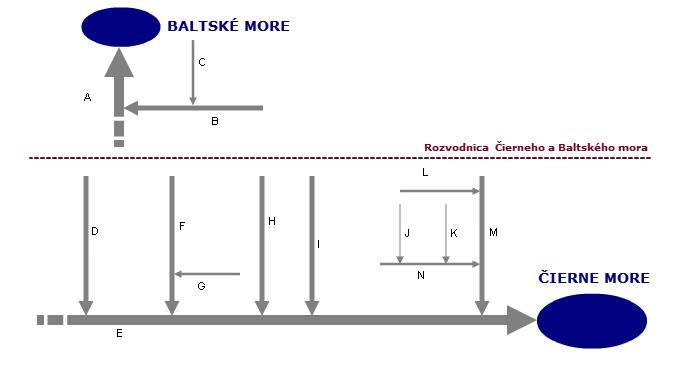 BALTSKÉ MORE
C
A
B
Rozvodnica Čierneho a Baltského mora
L
D
F
H
I
J
K
M
G
N
ČIERNE MORE
E